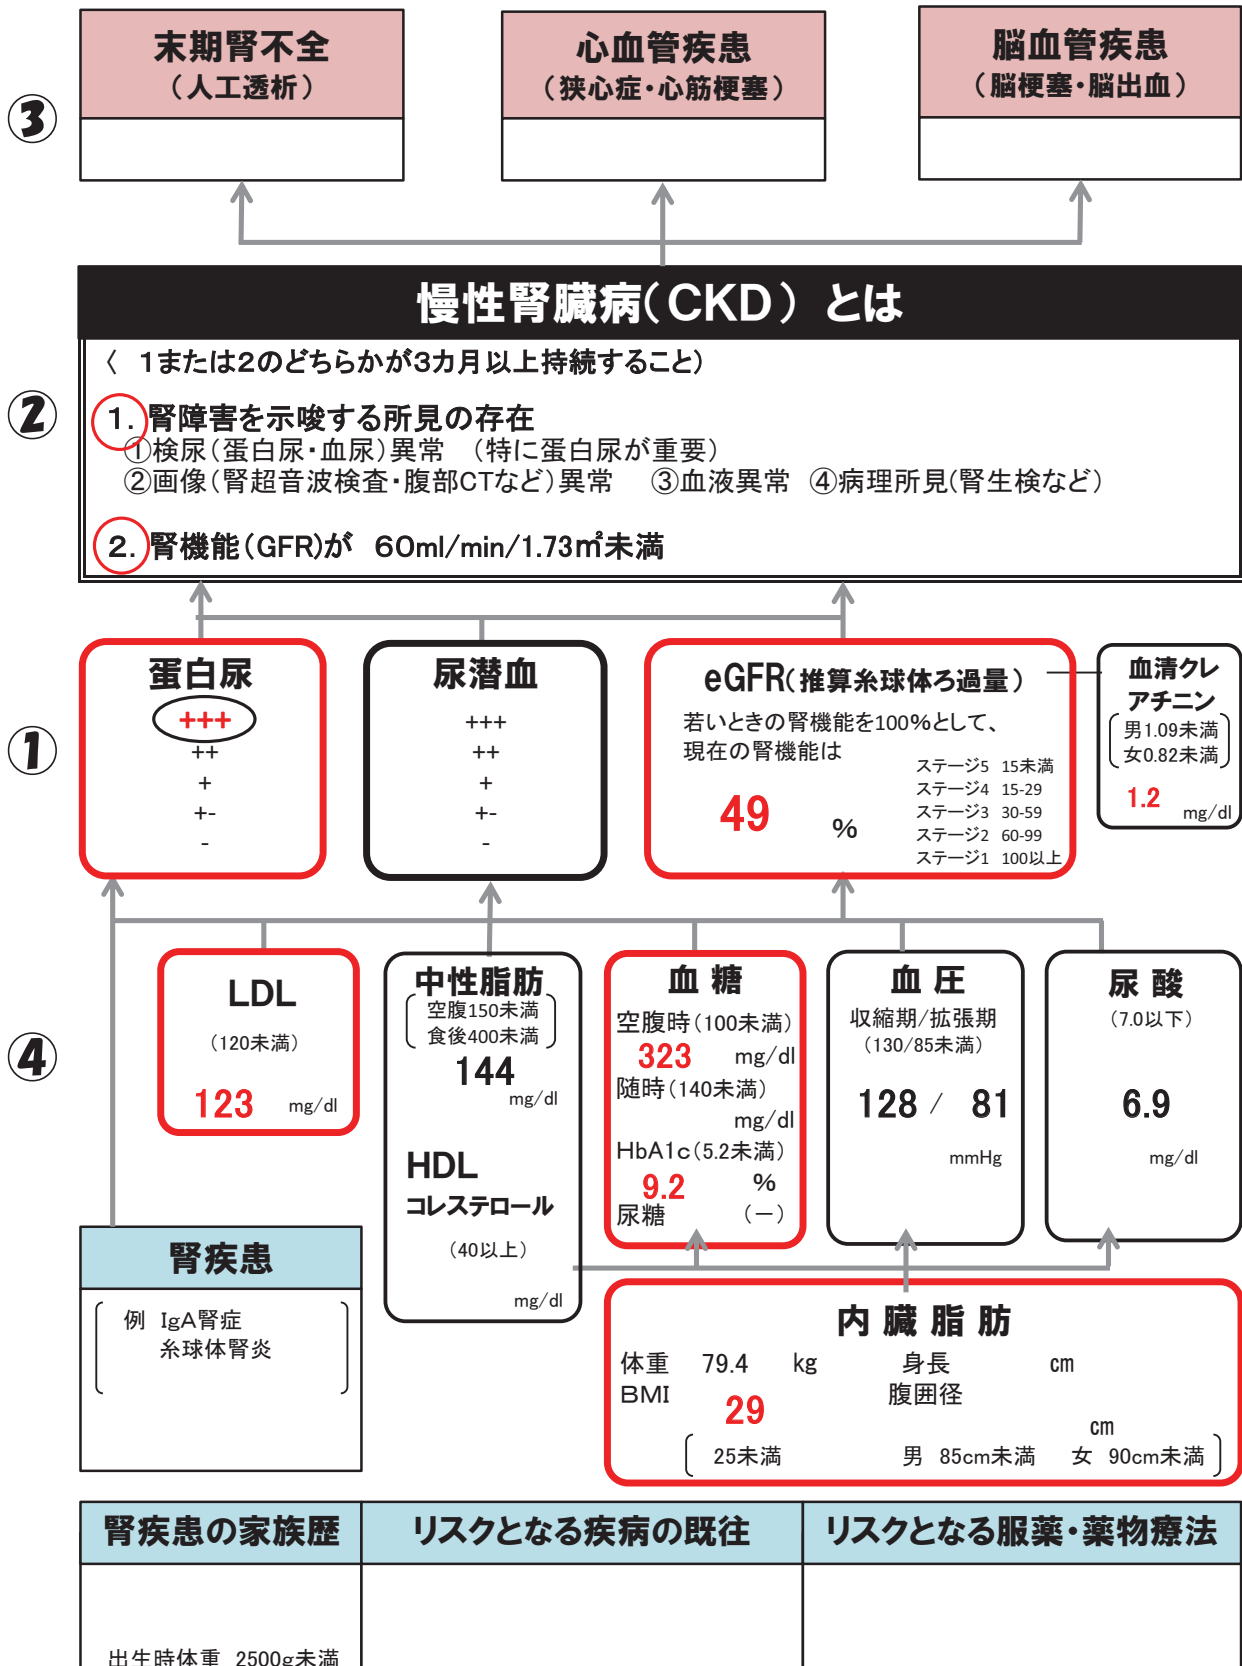 末期腎不全
（人工透析）
心血管疾患
（狭心症・心筋梗塞）
脳血管疾患
（脳梗塞・脳出血）
③
慢性腎臓病（CKD） とは
②
〈 1または2のどちらかが3カ月以上持続すること）
1. 腎障害を示唆する所見の存在
①検尿（蛋白尿・血尿）異常 （特に蛋白尿が重要）
②画像（腎超音波検査・腹部CTなど）異常 ③血液異常 ④病理所見(腎生検など）
2. 腎機能（GFR)が 60ml/min/1.73㎡未満
①
蛋白尿
+++
++
+
+-
-
尿潜血
+++
++
+
+-
-
eGFR（推算糸球体ろ過量）
若いときの腎機能を100%として、
現在の腎機能は
49 %
ステージ5 15未満
ステージ4 15-29
ステージ3 30-59
ステージ2 60-99
ステージ1 100以上
血清クレ
アチニン
男1.09未満
女0.82未満
1.2 mg/dl
④
LDL
（120未満）
123 mg/dl
中性脂肪
空腹150未満
食後400未満
144
mg/dl
HDL
コレステロール
（40以上）
mg/dl
血 糖
空腹時（100未満）
323 mg/dl
随時（140未満）
mg/dl
HbA1c（5.2未満）
9.2 %
尿糖 （－）
血 圧
収縮期/拡張期
（130/85未満）
128 / 81
mmHg
尿 酸
（7.0以下）
6.9
mg/dl
腎疾患
例 IgA腎症
糸球体腎炎
内 臓 脂 肪
体重 79.4 kg 身長 cm
BMI 29 腹囲径
cm
25未満 男 85cm未満 女 90cm未満
腎疾患の家族歴
リスクとなる疾病の既往
リスクとなる服薬・薬物療法
出生時体重 2500g未満